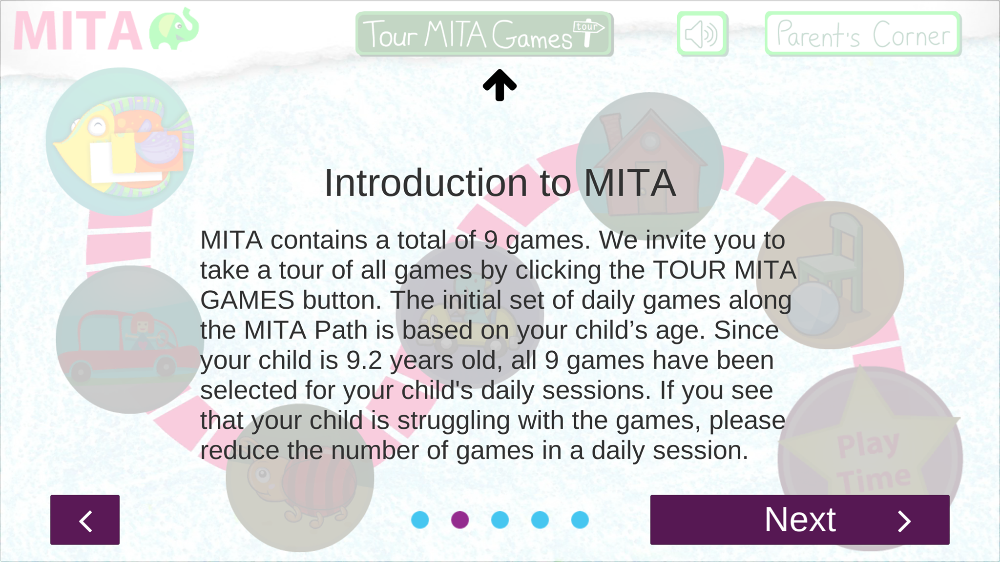 MITA
Tour MITA Games tour
Parent's Corner
Introduction to MITA
MITA contains a total of 9 games. We invite you to
take a tour of all games by clicking the TOUR MITA
GAMES button. The initial set of daily games along
the MITA Path is based on your child’s age. Since
your child is 9.2 years old, all 9 games have been
selected for your child's daily sessions. If you see
that your child is struggling with the games, please
reduce the number of games in a daily session.
Play
Time
Next